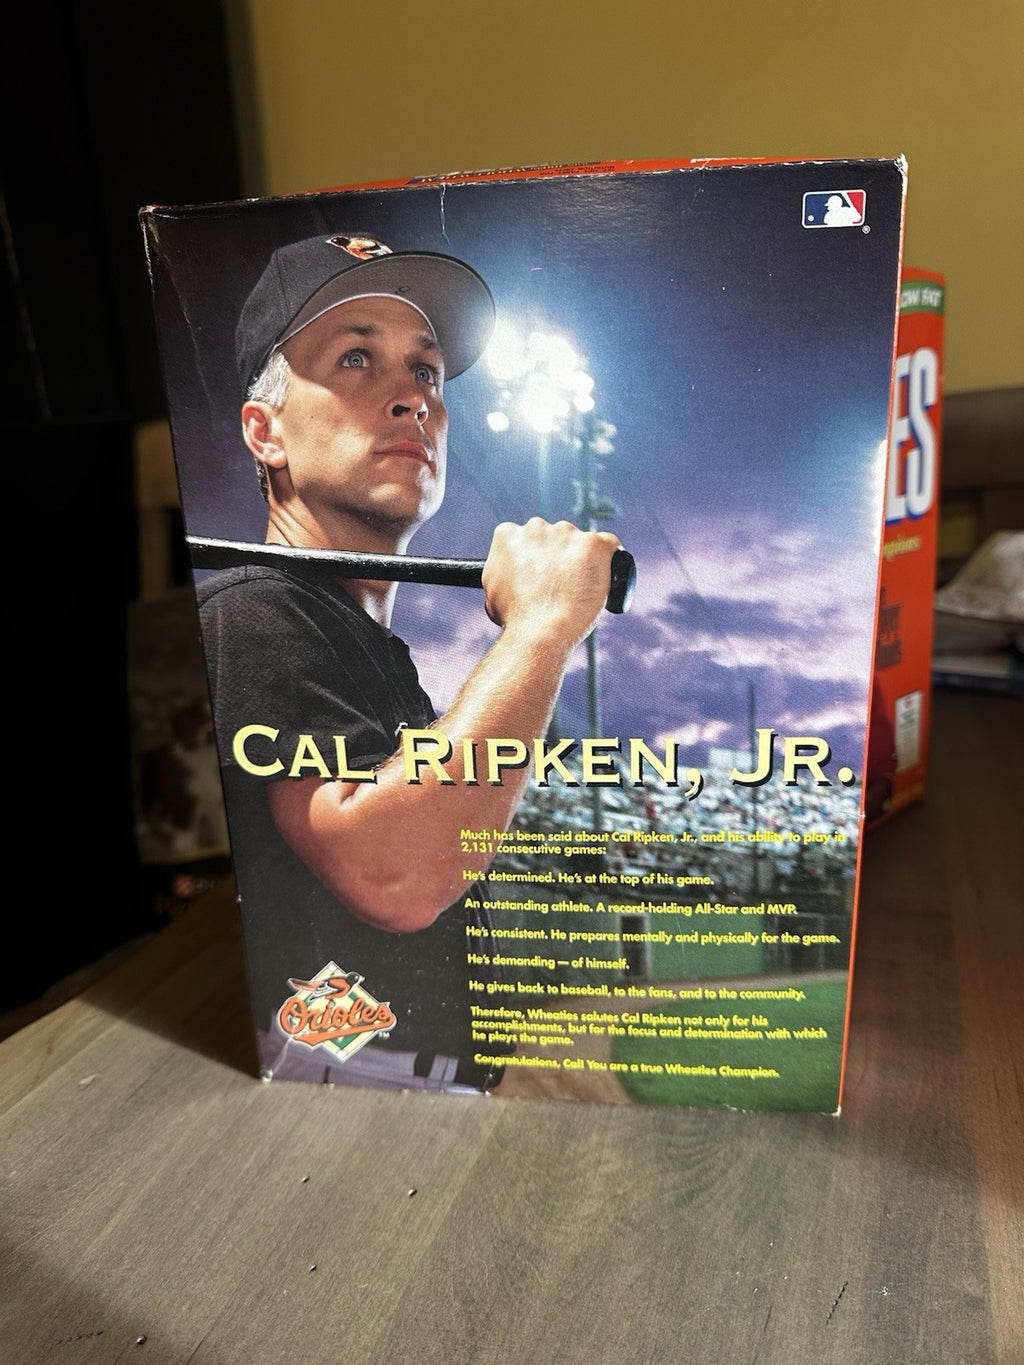 CAL RIPKEN, JR.
Much has been said about Cal Ripken, Jr., and his ability to play in
2,131 consecutive games:
He's determined. He's at the top of his game.
An outstanding athlete. A record-holding All-Star and MVP.
He's consistent. He prepares mentally and physically for the game.
He's demanding — of himself.
He gives back to baseball, to the fans, and to the community.
Therefore, Wheaties salutes Cal Ripken not only for his
accomplishments, but for the focus and determination with which
he plays the game.
Congratulations, Cal! You are a true Wheaties Champion.
Orioles
TM
®
OW FAT
ES